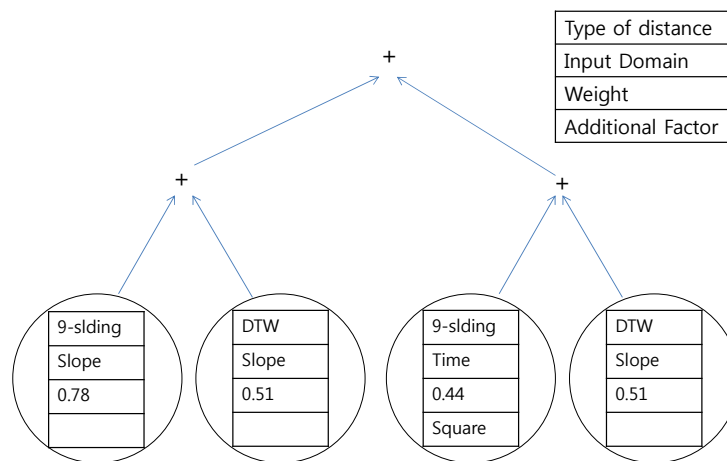 Type of distance
Input Domain
Weight
Additional Factor
+
+
+
9-slding
Slope
0.78
DTW
Slope
0.51
9-slding
Time
0.44
Square
DTW
Slope
0.51